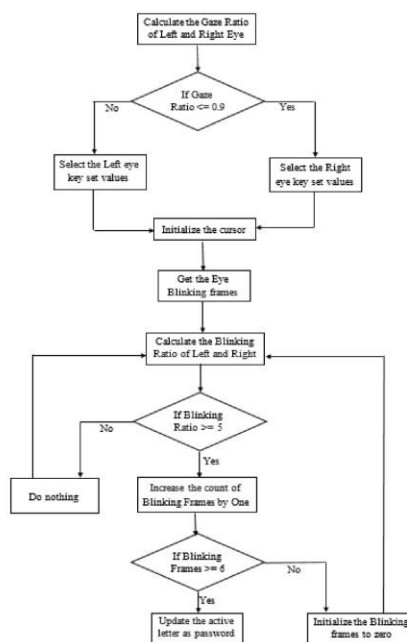 Calculate the Gaze Ratio
of Left and Right Eye
If Gaze
Ratio <= 0.9
No
Yes
Select the Left eye
key set values
Select the Right
eye key set values
Initialize the cursor
Get the Eye
Blinking frames
Calculate the Blinking
Ratio of Left and Right
If Blinking
Ratio >= 5
No
Yes
Do nothing
Increase the count of
Blinking Frames by One
If Blinking
Frames >= 6
No
Yes
Update the active
letter as password
Initialize the Blinking
frames to zero